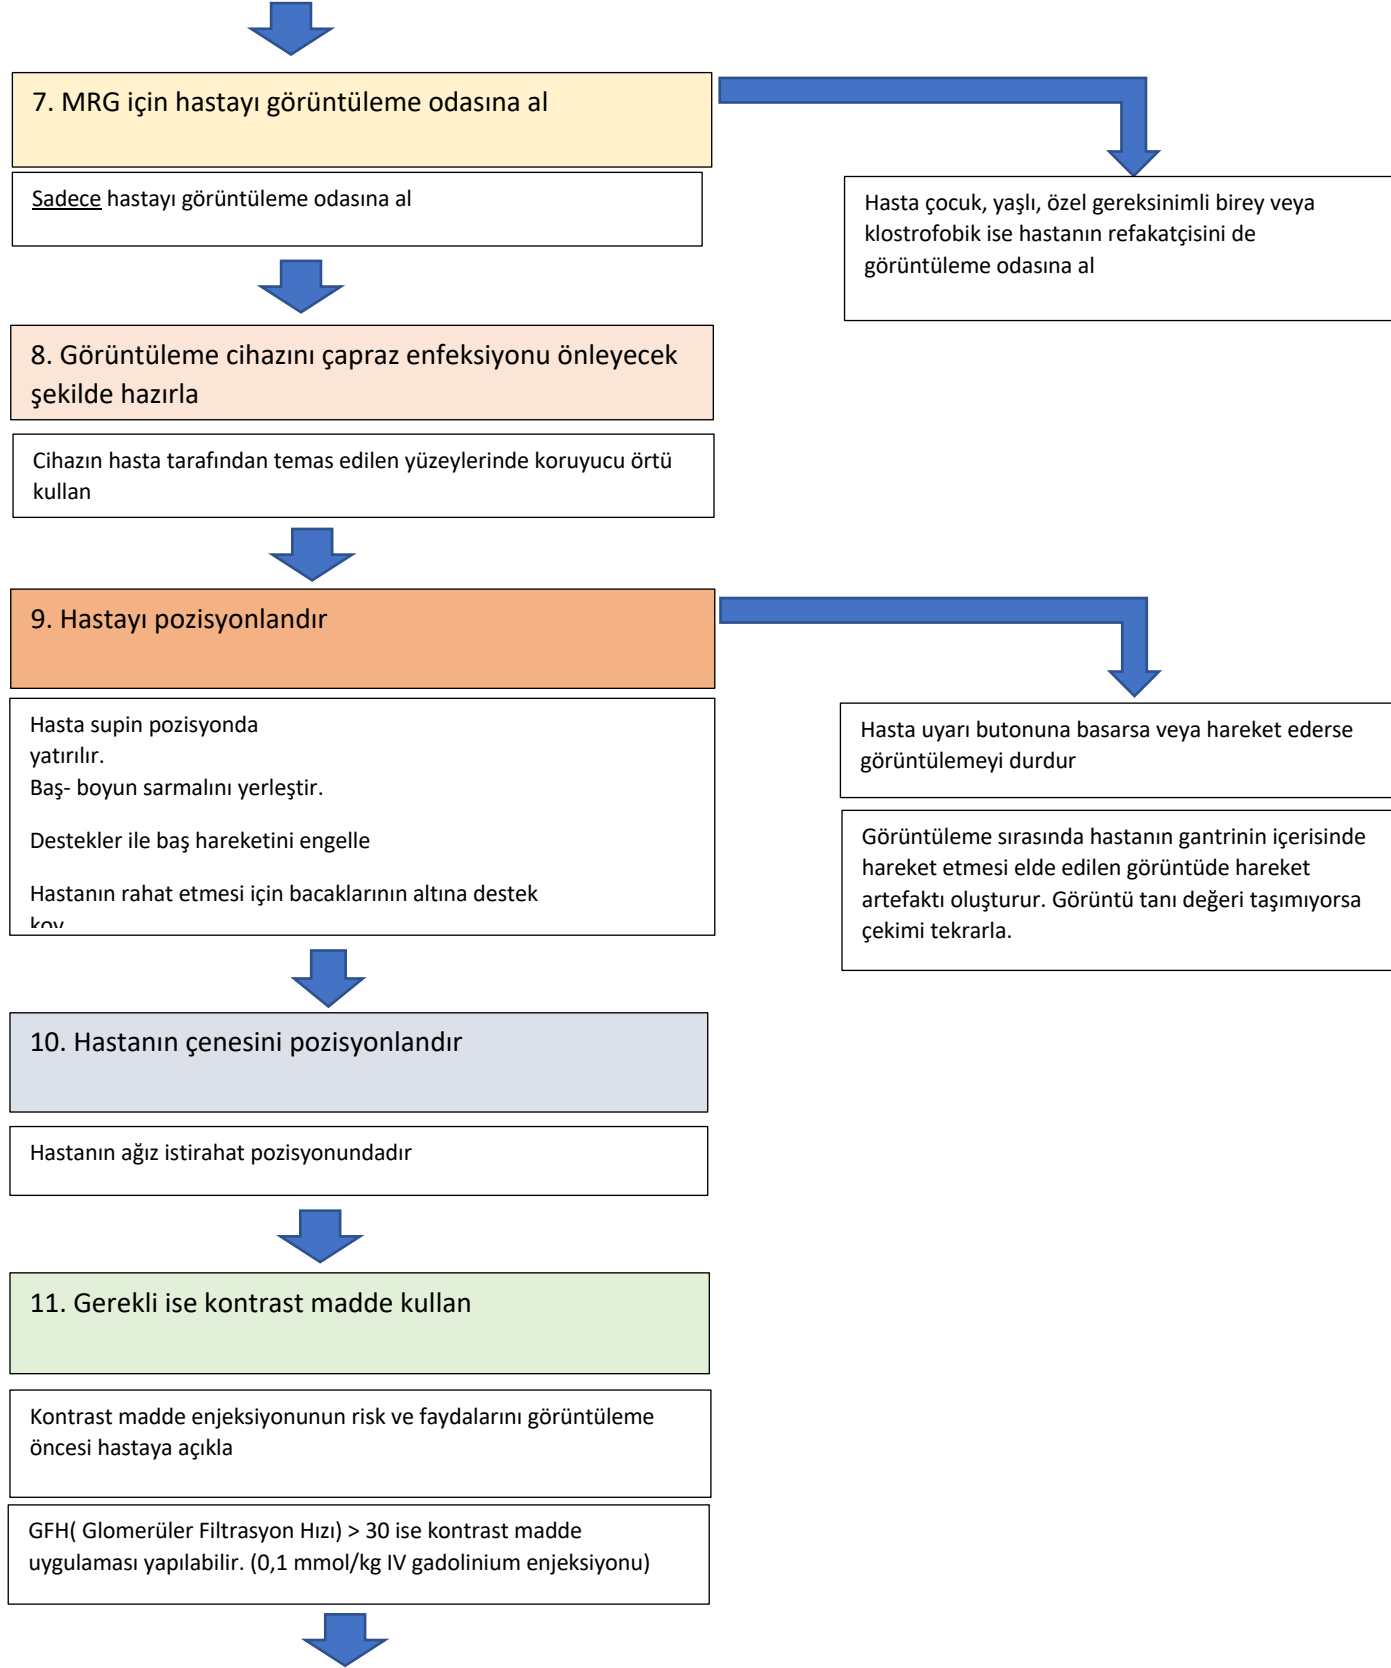 7. MRG için hastayı görüntüleme odasına al
Sadece hastayı görüntüleme odasına al
Hasta çocuk, yaşlı, özel gereksinimli birey veya
klostrofobik ise hastanın refakatçisini de
görüntüleme odasına al
8. Görüntüleme cihazını çapraz enfeksiyonu önleyecek
şekilde hazırla
Cihazın hasta tarafından temas edilen yüzeylerinde koruyucu örtü
kullan
9. Hastayı pozisyonlandır
Hasta supin pozisyonda
yatırılır.
Baş- boyun sarmalını yerleştir.
Destekler ile baş hareketini engelle
Hastanın rahat etmesi için bacaklarının altına destek
koy
Hasta uyarı butonuna basarsa veya hareket ederse
görüntülemeyi durdur
Görüntüleme sırasında hastanın gantrinin içerisinde
hareket etmesi elde edilen görüntüde hareket
artefaktı oluşturur. Görüntü tanı değeri taşımıyorsa
çekimi tekrarla.
10. Hastanın çenesini pozisyonlandır
Hastanın ağız istirahat pozisyonundadır
11. Gerekli ise kontrast madde kullan
Kontrast madde enjeksiyonunun risk ve faydalarını görüntüleme
öncesi hastaya açıkla
GFH( Glomerüler Filtrasyon Hızı) > 30 ise kontrast madde
uygulaması yapılabilir. (0,1 mmol/kg IV gadolinium enjeksiyonu)